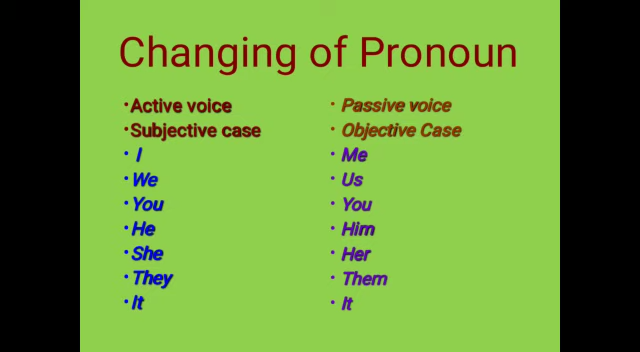 Changing of Pronoun
•Active voice
•Subjective case
• I
•We
•You
•He
•She
•They
•It
• Passive voice
• Objective Case
• Me
• Us
• You
• Him
• Her
• Them
• It